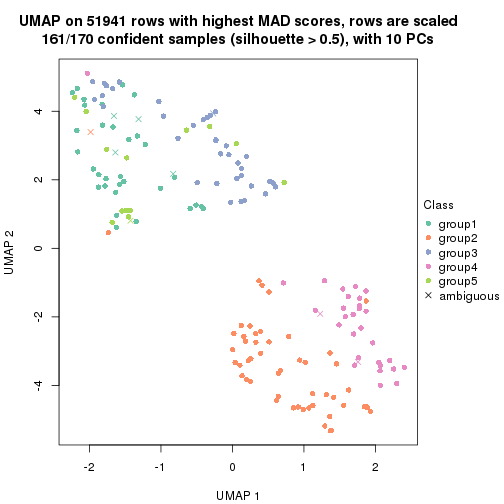 UMAP on 51941 rows with highest MAD scores, rows are scaled
161/170 confident samples (silhouette > 0.5), with 10 PCs
4
2
0
-2
-4
UMAP 2
-2
-1
0
1
2
UMAP 1
Class
group1
group2
group3
group4
group5
ambiguous